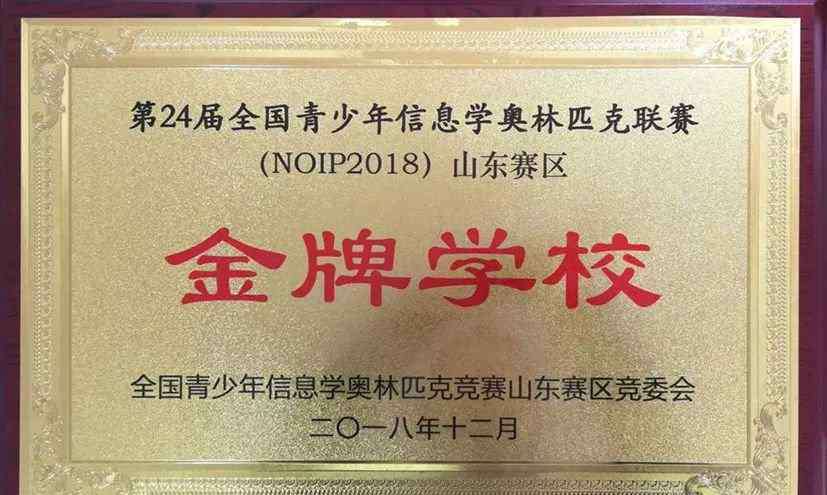 第24届全国青少年信息学奥林匹克联赛
(NOIP2018) 山东赛区
金牌学校
全国青少年信息学奥林匹克竞赛山东赛区竞委会
二〇一八年十二月